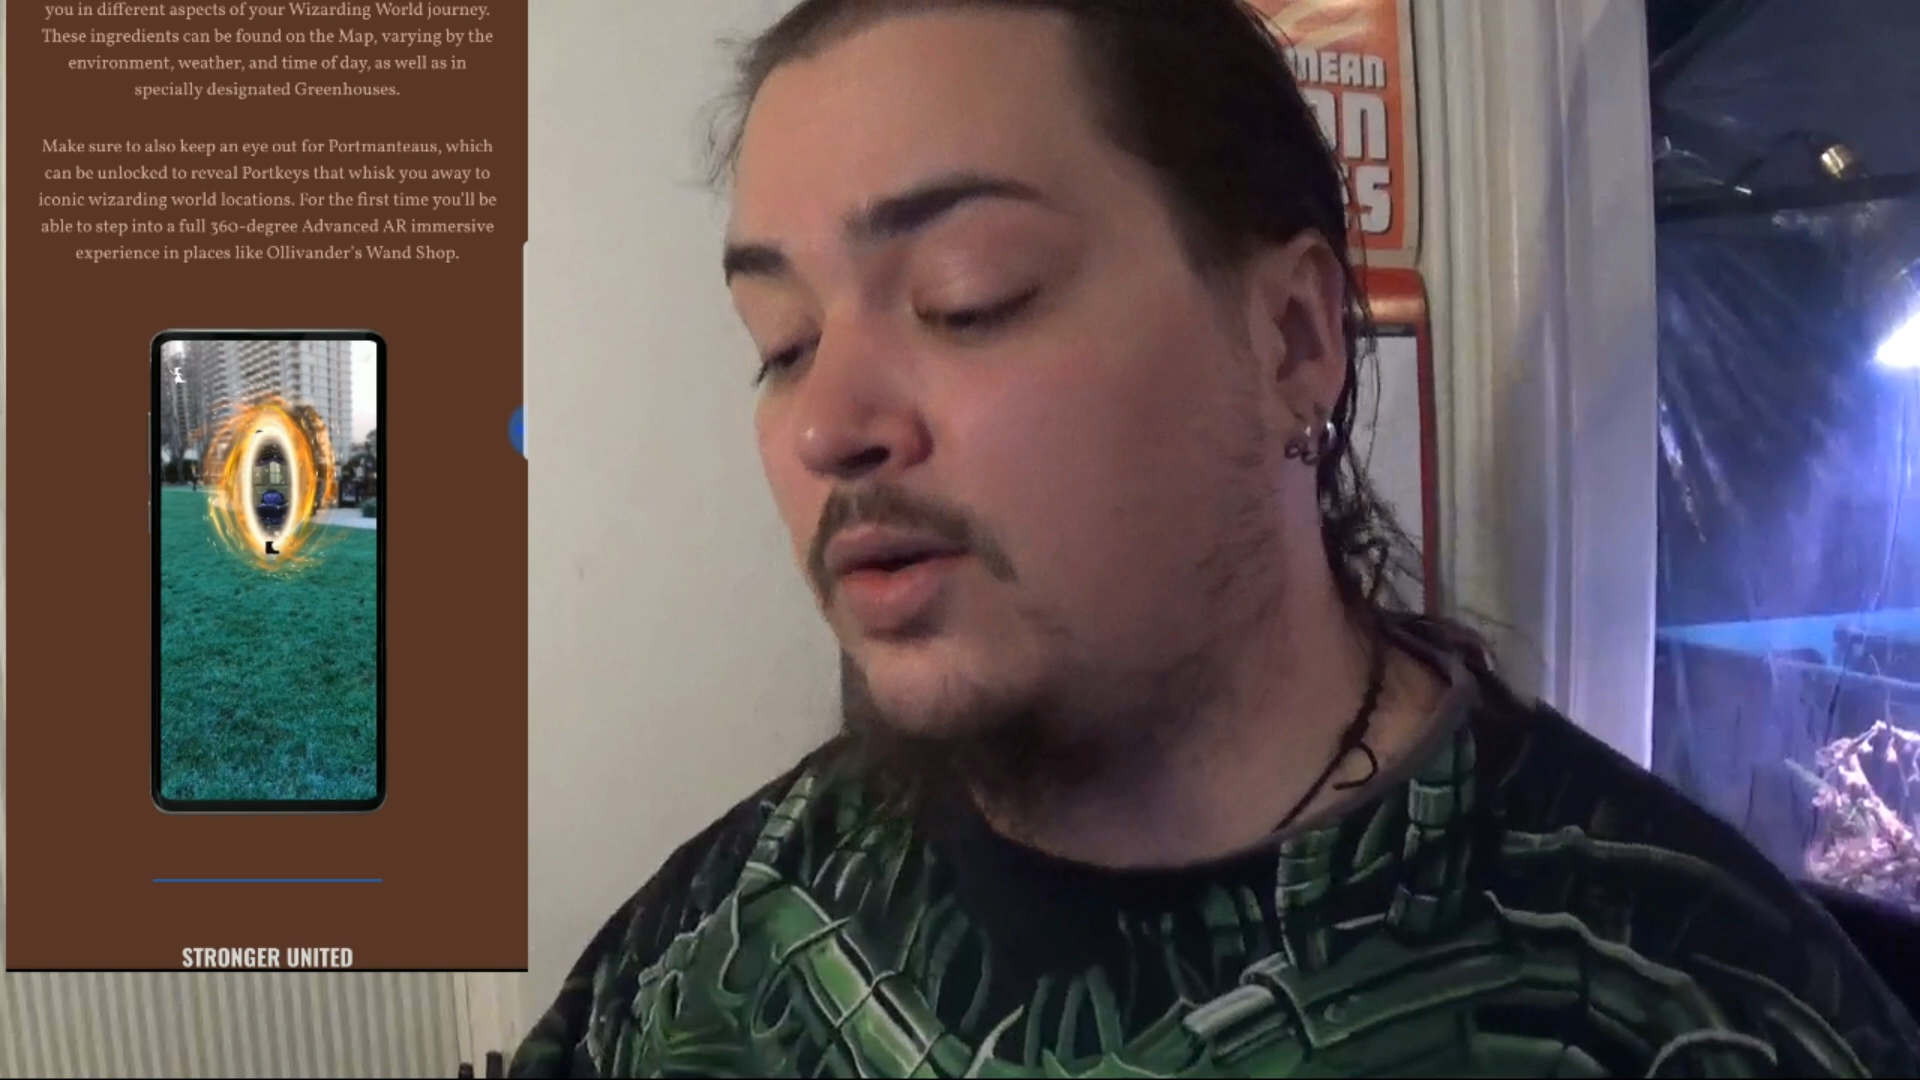 you in different aspects of your Wizarding World journey.
These ingredients can be found on the Map, varying by the
environment, weather, and time of day, as well as in
specially designated Greenhouses.
Make sure to also keep an eye out for Portmanteaus, which
can be unlocked to reveal Portkeys that whisk you away to
iconic wizarding world locations. For the first time you'll be
able to step into a full 360-degree Advanced AR immersive
experience in places like Ollivander's Wand Shop.
STRONGER UNITED
MEAN